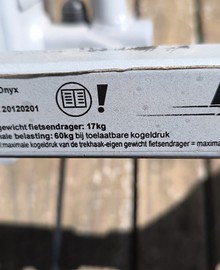 Onyx
20120201
gewicht fietsendrager: 17kg
ale belasting: 60kg bij toelaatbare kogeldruk
maximale kogeldruk van de trekhaak-eigen gewicht fietsendrager = maxima